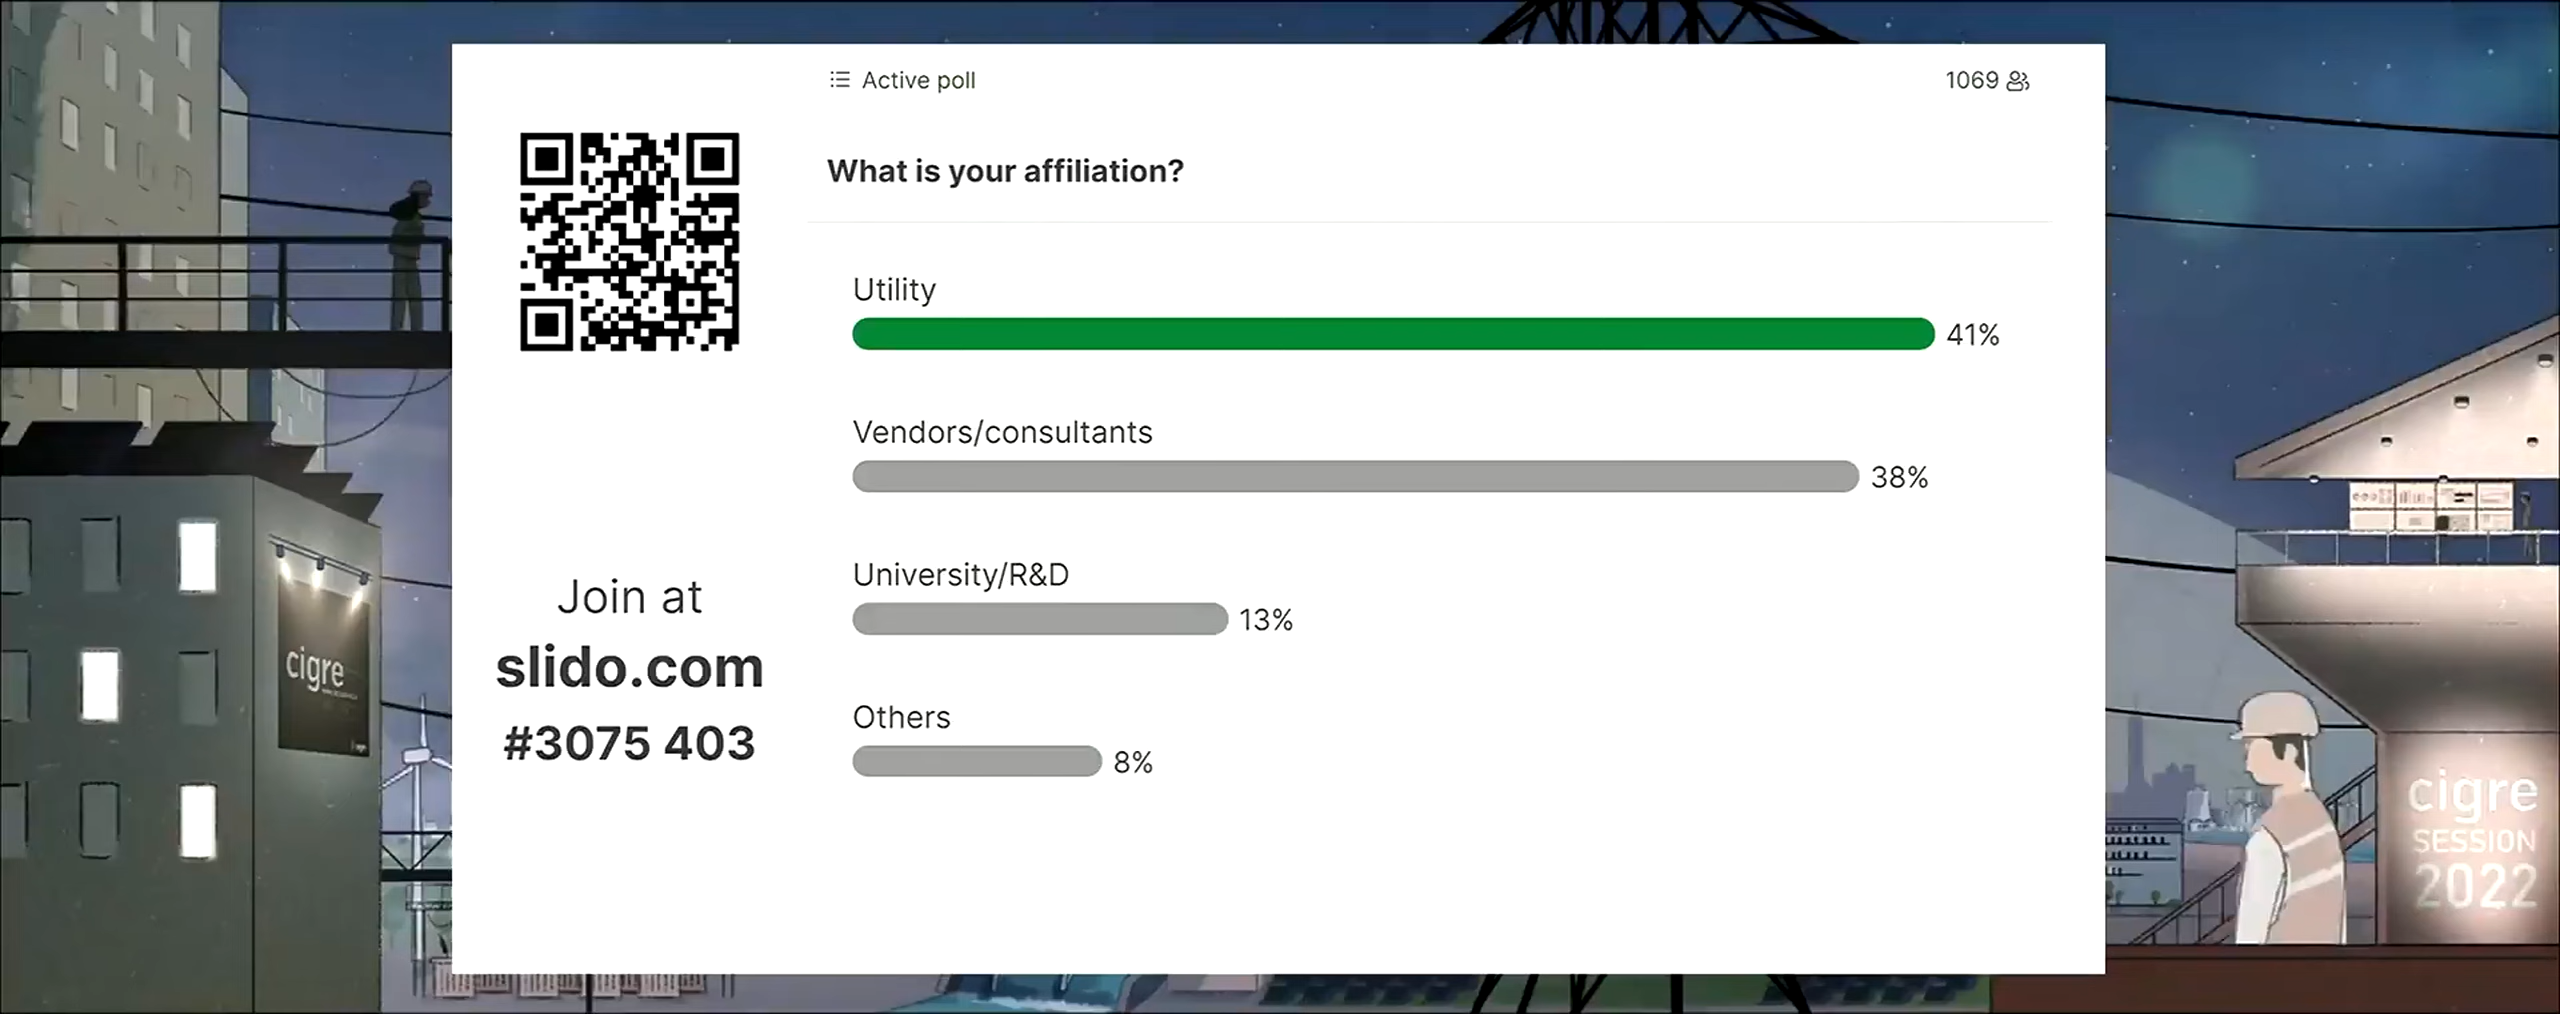 Active poll
1069
What is your affiliation?
Utility
41%
Vendors/consultants
38%
University/R&D
13%
Others
8%
Join at
slido.com
#3075 403
cigre
cigre
SESSION
2022